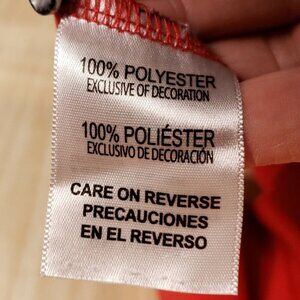 100% POLYESTER
EXCLUSIVE OF DECORATION
100% POLIÉSTER
EXCLUSIVO DE DECORACIÓN
CARE ON REVERSE
PRECAUCIONES
EN EL REVERSO